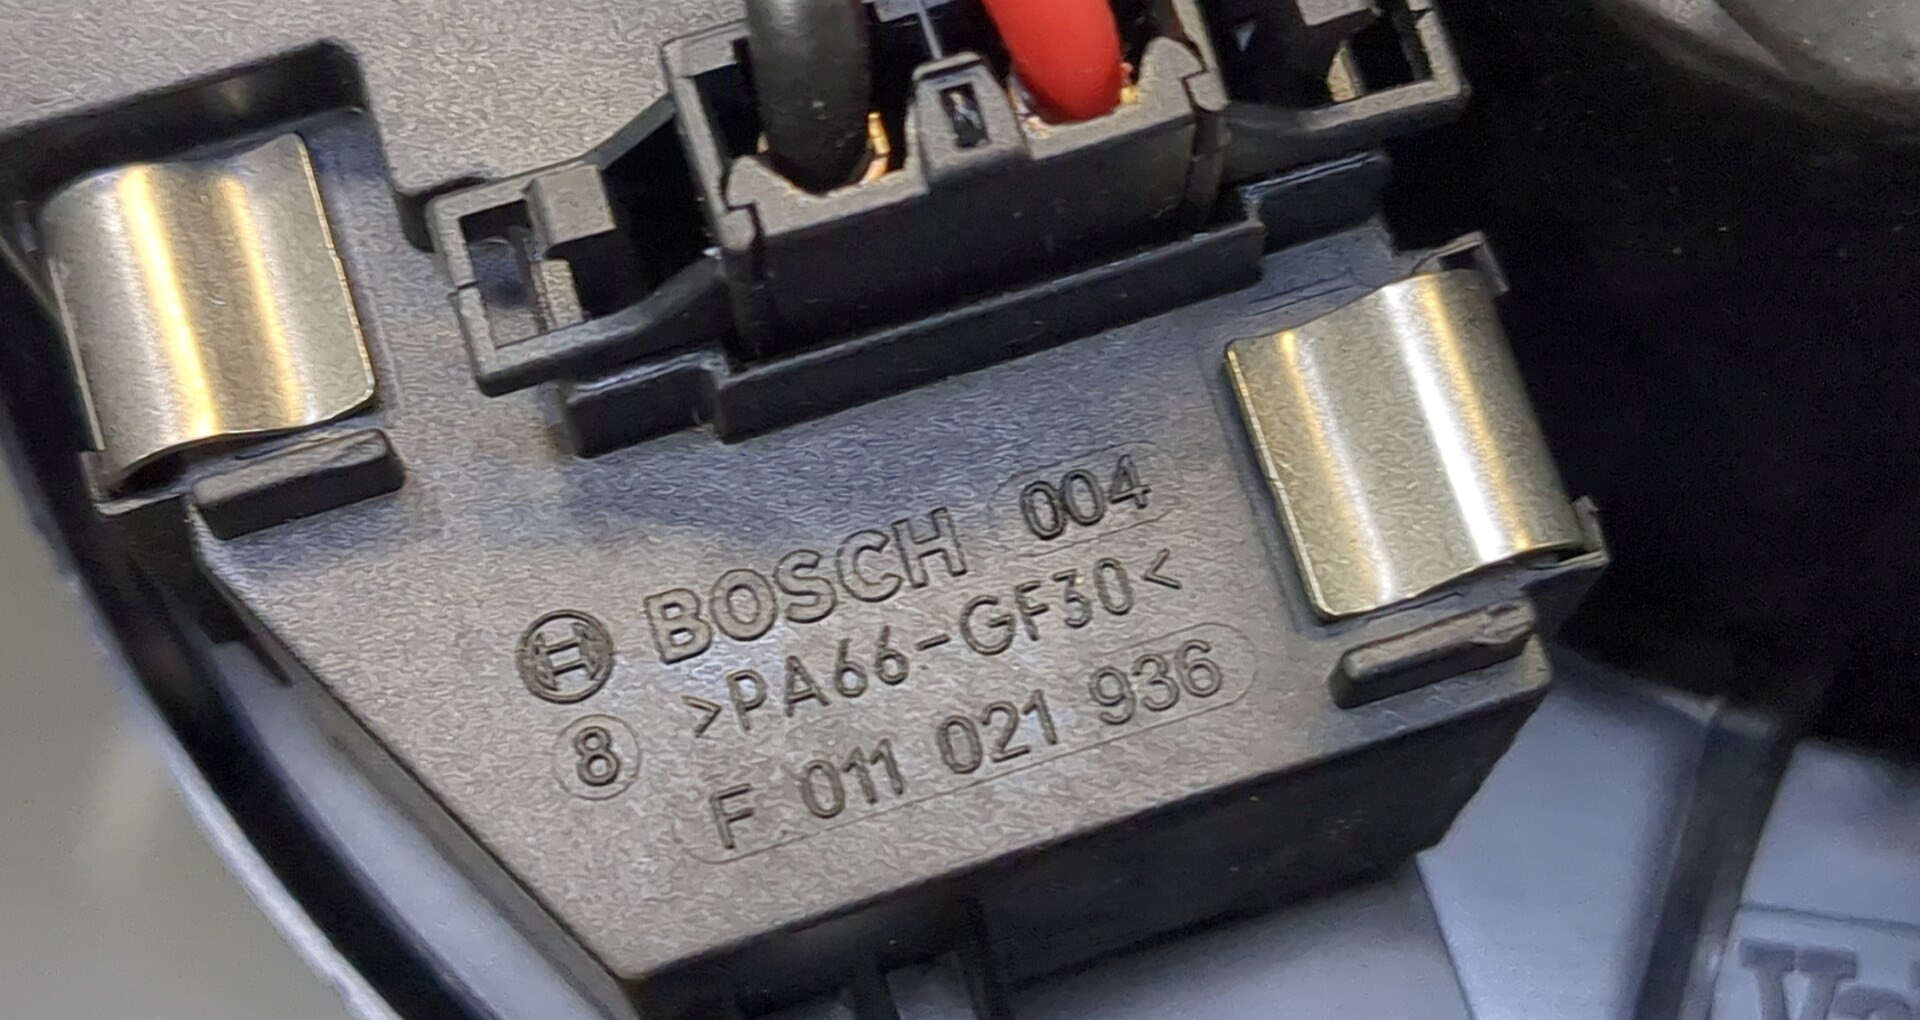 BOSCH 004
>PA66-GF30<
8
F 011 021 936